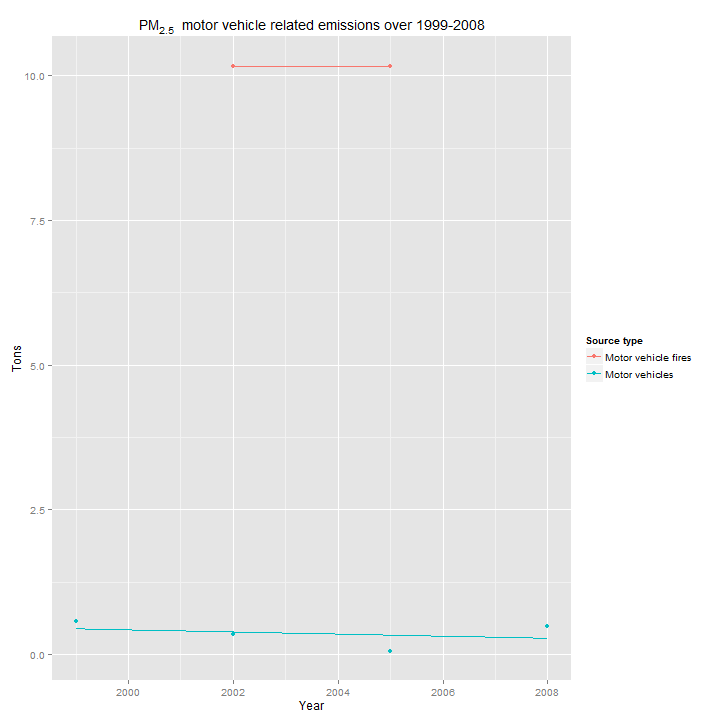 PM2.5 motor vehicle related emissions over 1999-2008
10.0
7.5
5.0
2.5
0.0
Tons
2000 2002 2004 2006 2008
Year
Source type
Motor vehicle fires
Motor vehicles